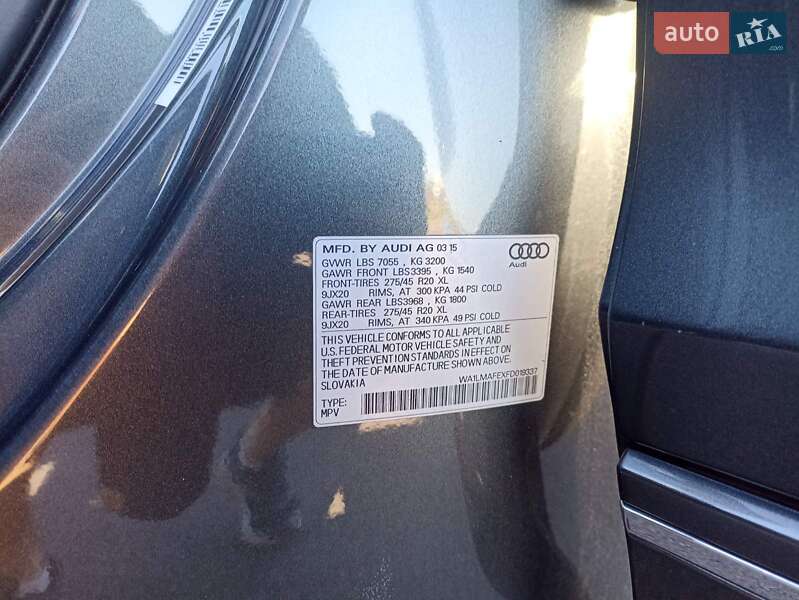 auto RIA.com
MFD. BY AUDI AG 03 15
GVWR LBS 7055 , KG 3200
GAWR FRONT LBS3395 , KG 1540
FRONT-TIRES 275/45 R20 XL
9JX20 RIMS, AT 300 KPA 44 PSI COLD
GAWR REAR LBS3968 , KG 1800
REAR-TIRES 275/45 R20 XL
9JX20 RIMS, AT 340 KPA 49 PSI COLD
Audi
THIS VEHICLE CONFORMS TO ALL APPLICABLE
U.S. FEDERAL MOTOR VEHICLE SAFETY AND
THEFT PREVENTION STANDARDS IN EFFECT ON
THE DATE OF MANUFACTURE SHOWN ABOVE.
SLOVAKIA
WA1LMAFEXFD019337
TYPE:
MPV